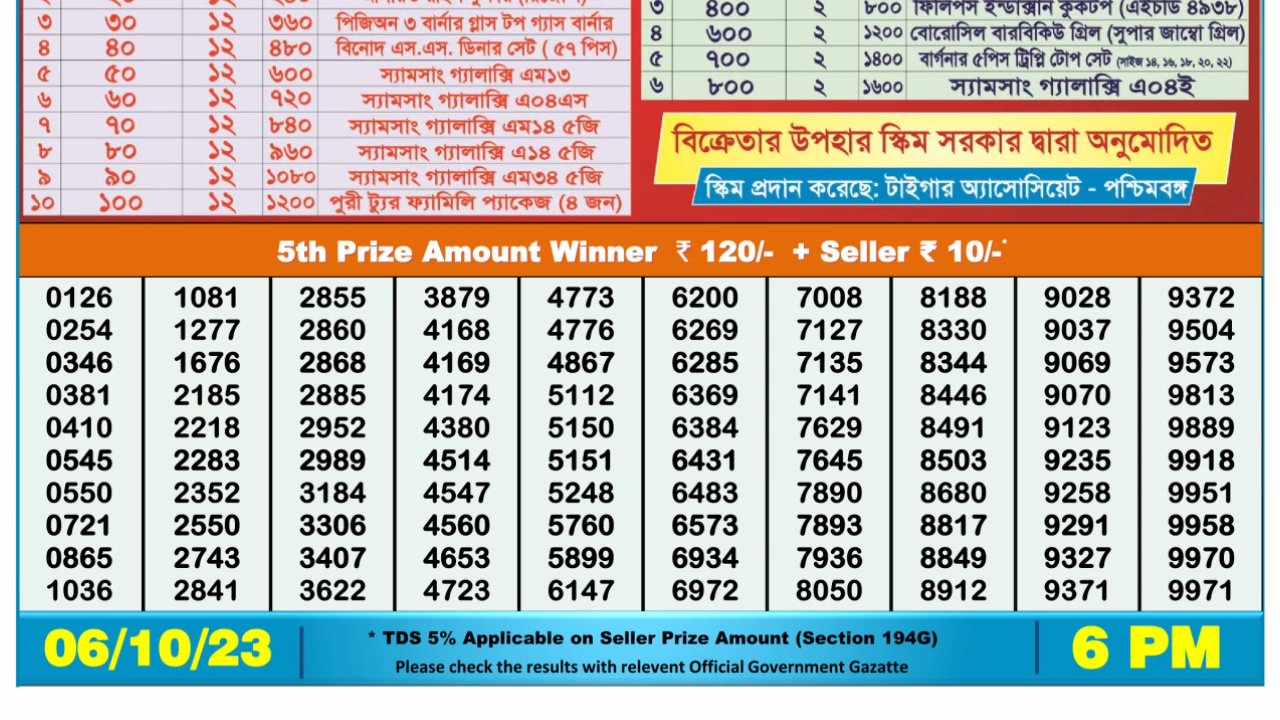 ৩ ৩০ ১২ ৩৬০ পিজিঅন ৩ বার্নার গ্লাস টপ গ্যাস বার্নার
৪ ৪০ ১২ ৪৮০ বিনোদ এস.এস. ডিনার সেট ( ৫৭ পিস)
৫ ৫০ ১২ ৬০০ স্যামসাং গ্যালাক্সি এম১৩
৬ ৬০ ১২ ৭২০ স্যামসাং গ্যালাক্সি এ০৪এস
৭ ৭০ ১২ ৮৪০ স্যামসাং গ্যালাক্সি এম১৪ ৫জি
৮ ৮০ ১২ ৯৬০ স্যামসাং গ্যালাক্সি এ১৪ ৫জি
৯ ৯০ ১২ ১০৮০ স্যামসাং গ্যালাক্সি এম৩৪ ৫জি
১০ ১০০ ১২ ১২০০ পুরী ট্যুর ফ্যামিলি প্যাকেজ (৪ জন)
৩ ৪০০ ২ ৮০০ ফিলিপস ইন্ডাক্সান কুকটপ (এইচডি ৪৯৩৮)
৪ ৬০০ ২ ১২০০ বোরোসিল বারবিকিউ গ্রিল (সুপার জাম্বো গ্রিল)
৫ ৭০০ ২ ১৪০০ বার্গনার ৫পিস ট্রিপ্লি টোপ সেট (সাইজ ১৪, ১৬, ১৮, ২০, ২২)
৬ ৮০০ ২ ১৬০০ স্যামসাং গ্যালাক্সি এ০৪ই
বিক্রেতার উপহার স্কিম সরকার দ্বারা অনুমোদিত
স্কিম প্রদান করেছে: টাইগার অ্যাসোসিয়েট - পশ্চিমবঙ্গ
5th Prize Amount Winner ₹ 120/- + Seller ₹ 10/-*
0126 1081 2855 3879 4773 6200 7008 8188 9028 9372
0254 1277 2860 4168 4776 6269 7127 8330 9037 9504
0346 1676 2868 4169 4867 6285 7135 8344 9069 9573
0381 2185 2885 4174 5112 6369 7141 8446 9070 9813
0410 2218 2952 4380 5150 6384 7629 8491 9123 9889
0545 2283 2989 4514 5151 6431 7645 8503 9235 9918
0550 2352 3184 4547 5248 6483 7890 8680 9258 9951
0721 2550 3306 4560 5760 6573 7893 8817 9291 9958
0865 2743 3407 4653 5899 6934 7936 8849 9327 9970
1036 2841 3622 4723 6147 6972 8050 8912 9371 9971
06/10/23
* TDS 5% Applicable on Seller Prize Amount (Section 194G)
Please check the results with relevent Official Government Gazatte
6 PM